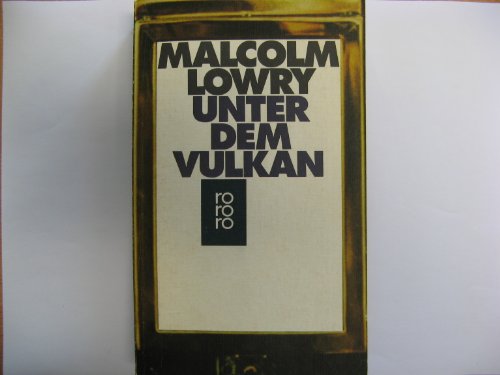 MALCOLM
LOWRY
UNTER
DEM
VULKAN
ro
ro
ro